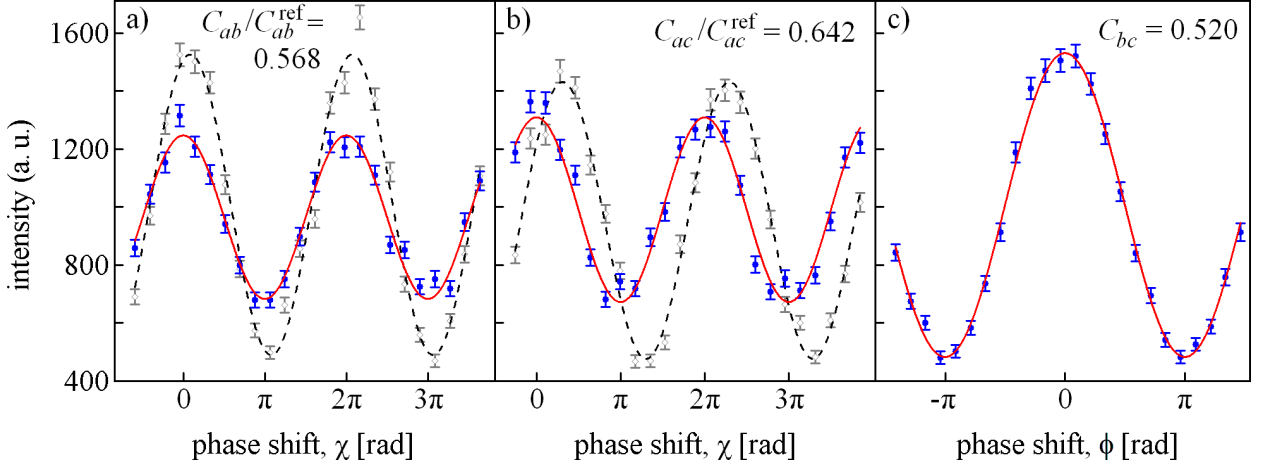 a)
C_ab/C_ab^ref =
0.568
b)
C_ac/C_ac^ref = 0.642
c)
C_bc = 0.520
intensity (a. u.)
1600
1200
800
400
0 π 2π 3π
0 π 2π 3π
-π 0 π
phase shift, χ [rad]
phase shift, χ [rad]
phase shift, ϕ [rad]